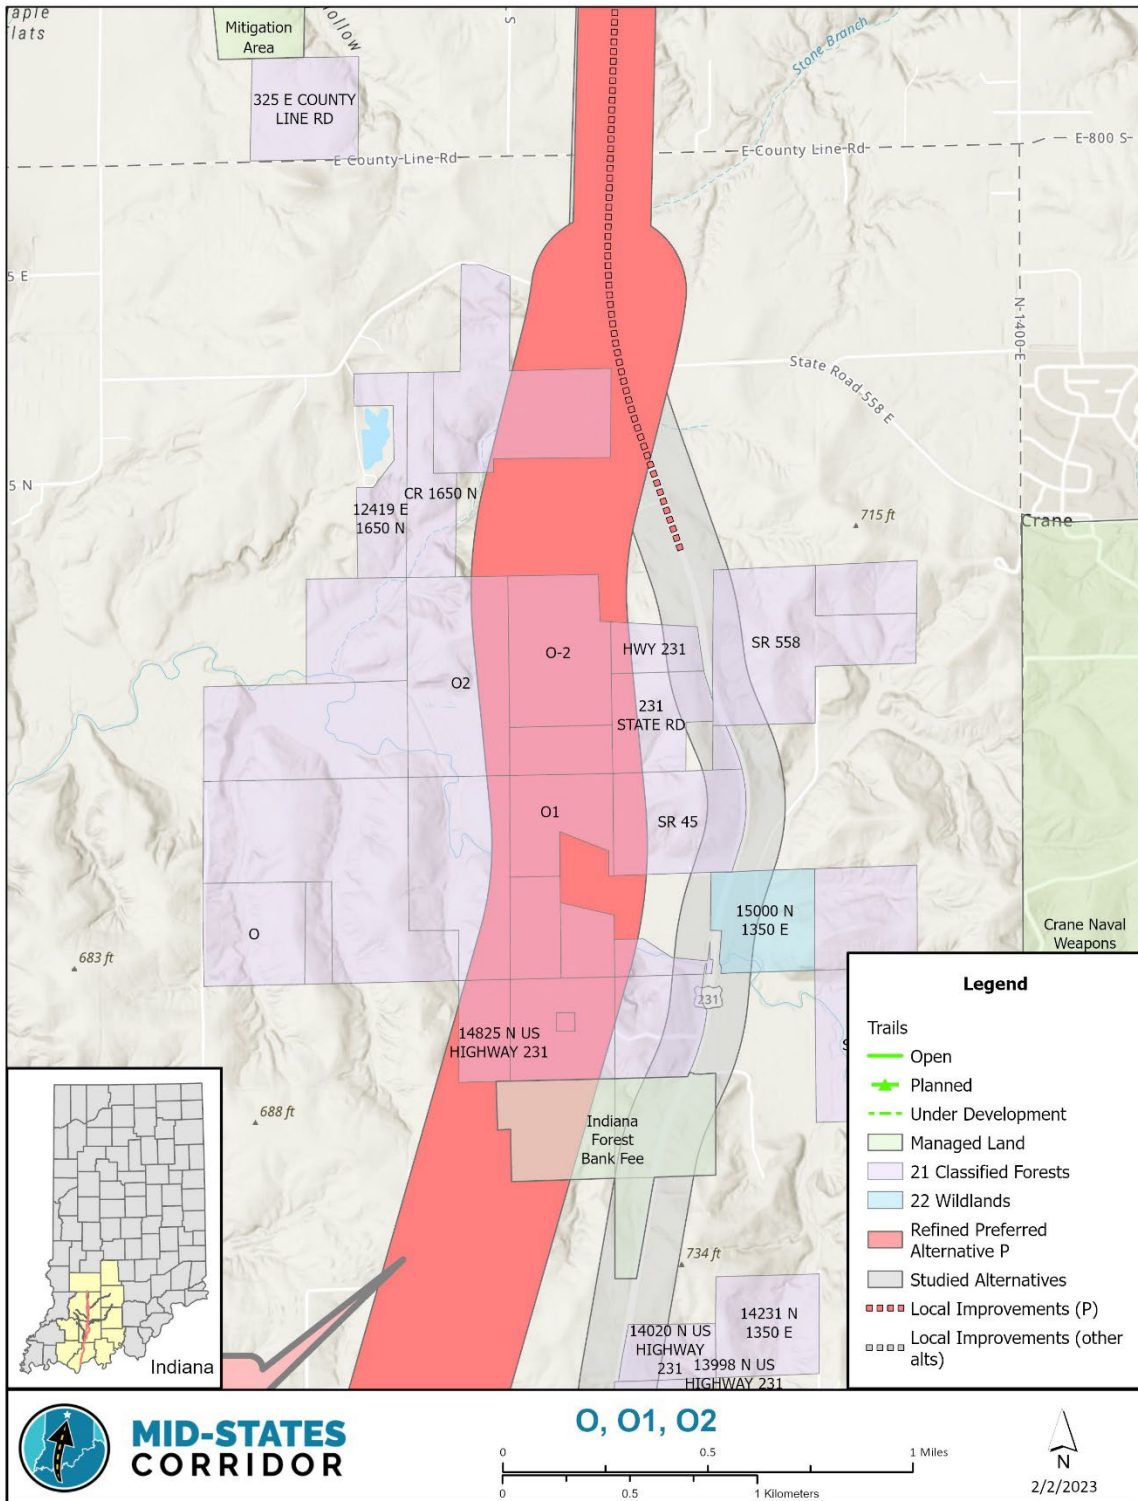 aple
lats
Mitigation
Area
ollow
S
Stone Branch
325 E COUNTY
LINE RD
E County Line Rd
E County Line Rd
E 800 S
5 E
N 1400 E
State Road 558 E
5 N
CR 1650 N
12419 E
1650 N
715 ft
Crane
O-2
HWY 231
SR 558
O2
231
STATE RD
O1
SR 45
15000 N
1350 E
O
683 ft
Crane Naval
Weapons
231
14825 N US
HIGHWAY 231
S
688 ft
Indiana
Forest
Bank Fee
734 ft
14231 N
1350 E
14020 N US
HIGHWAY
231
13998 N US
HIGHWAY 231
Legend
Trails
Open
Planned
Under Development
Managed Land
21 Classified Forests
22 Wildlands
Refined Preferred
Alternative P
Studied Alternatives
Local Improvements (P)
Local Improvements (other
alts)
Indiana
MID-STATES
CORRIDOR
O, O1, O2
0 0.5 1 Miles
0 0.5 1 Kilometers
N
2/2/2023